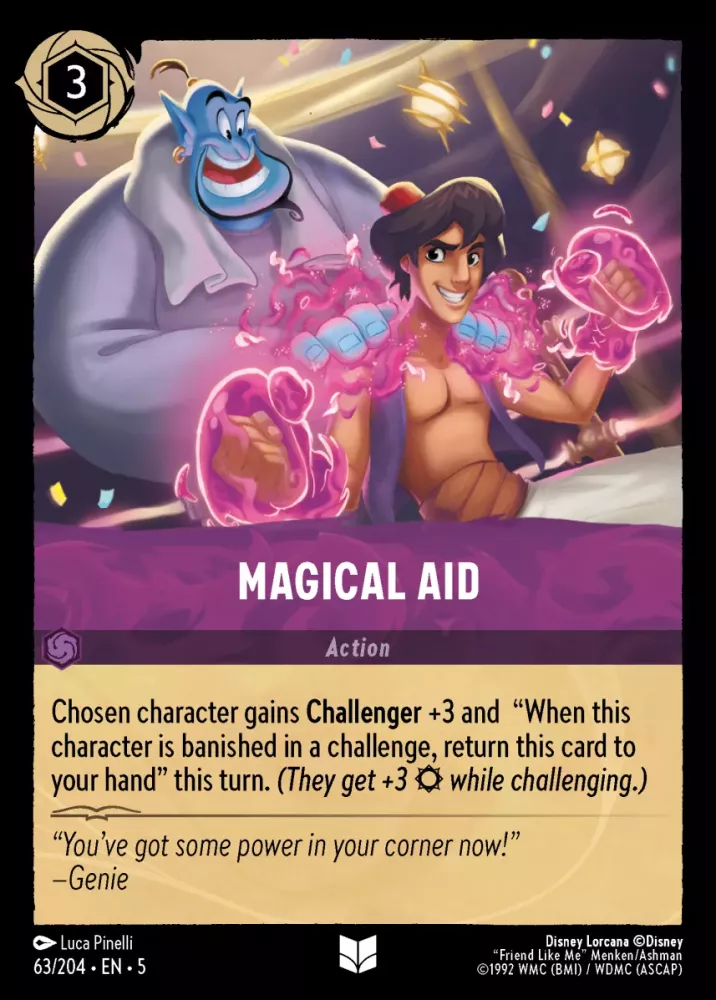 3
MAGICAL AID
Action
Chosen character gains Challenger +3 and “When this
character is banished in a challenge, return this card to
your hand” this turn. (They get +3 while challenging.)
“You’ve got some power in your corner now!”
–Genie
Luca Pinelli
63/204 • EN • 5
Disney Lorcana ©Disney
“Friend Like Me” Menken/Ashman
©1992 WMC (BMI) / WDMC (ASCAP)